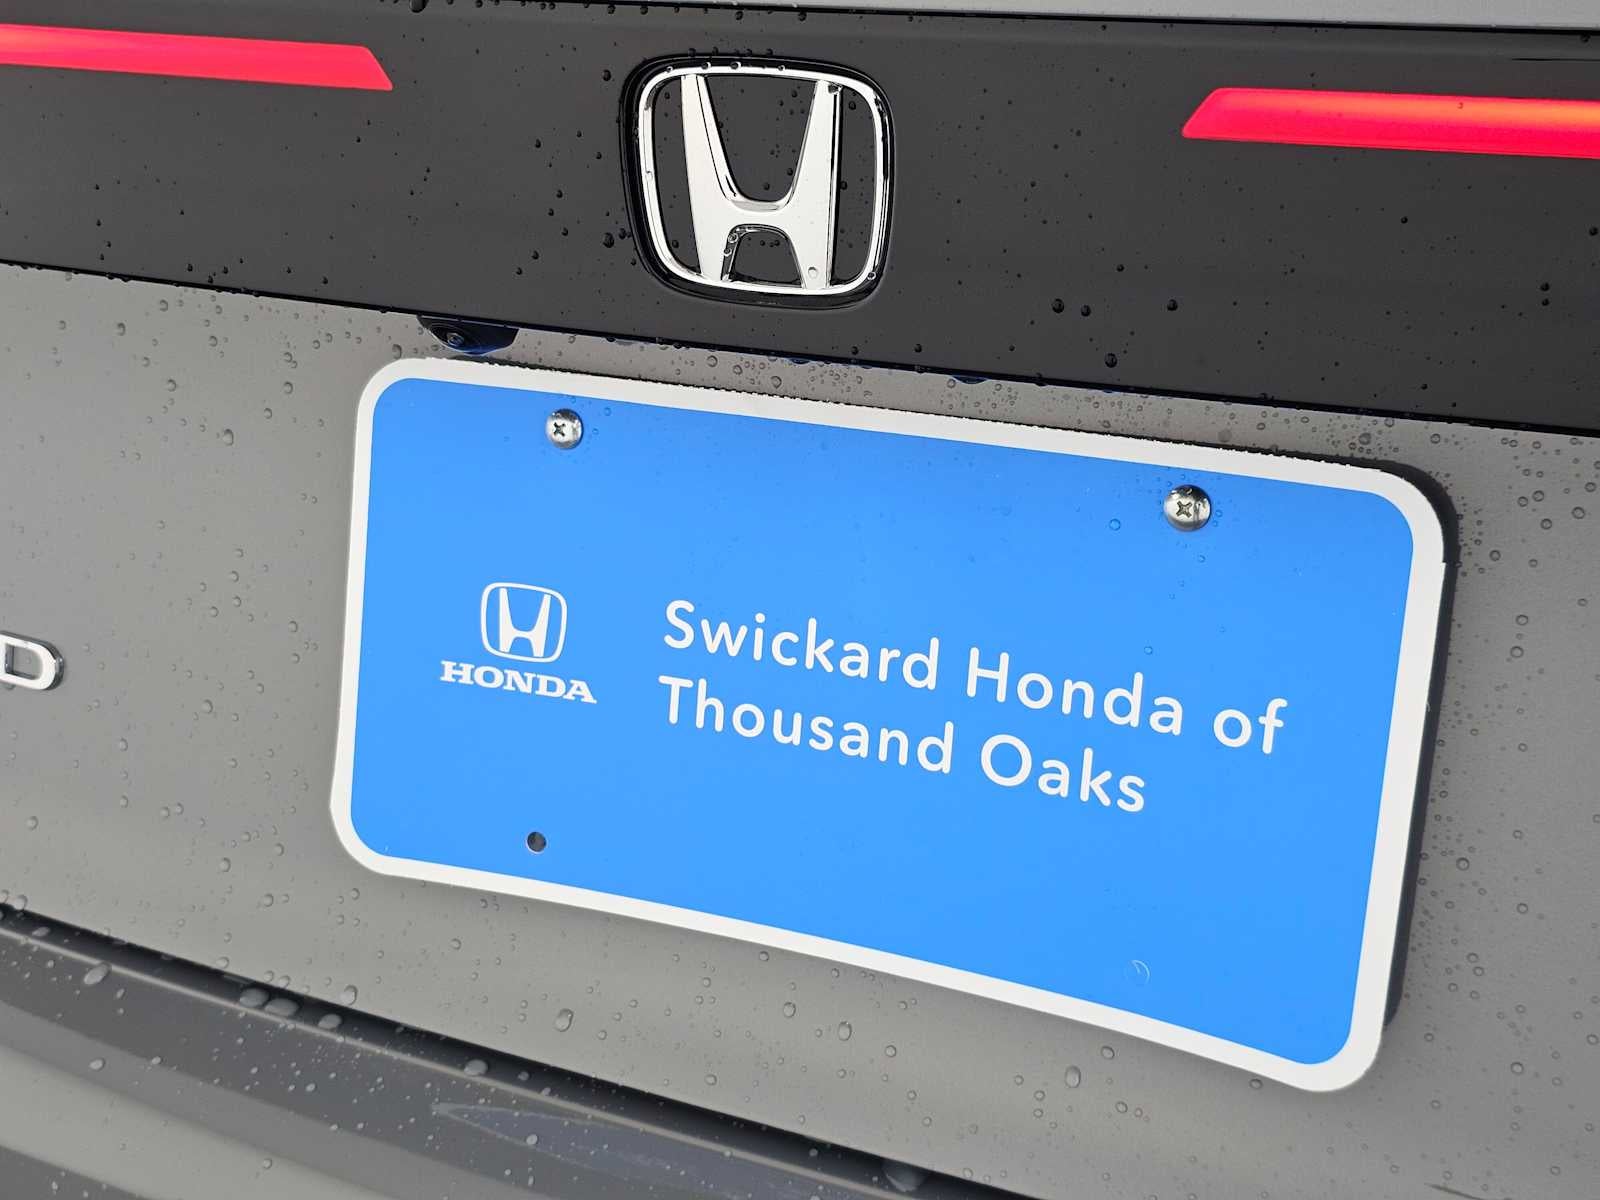 D
HONDA
Swickard Honda of
Thousand Oaks